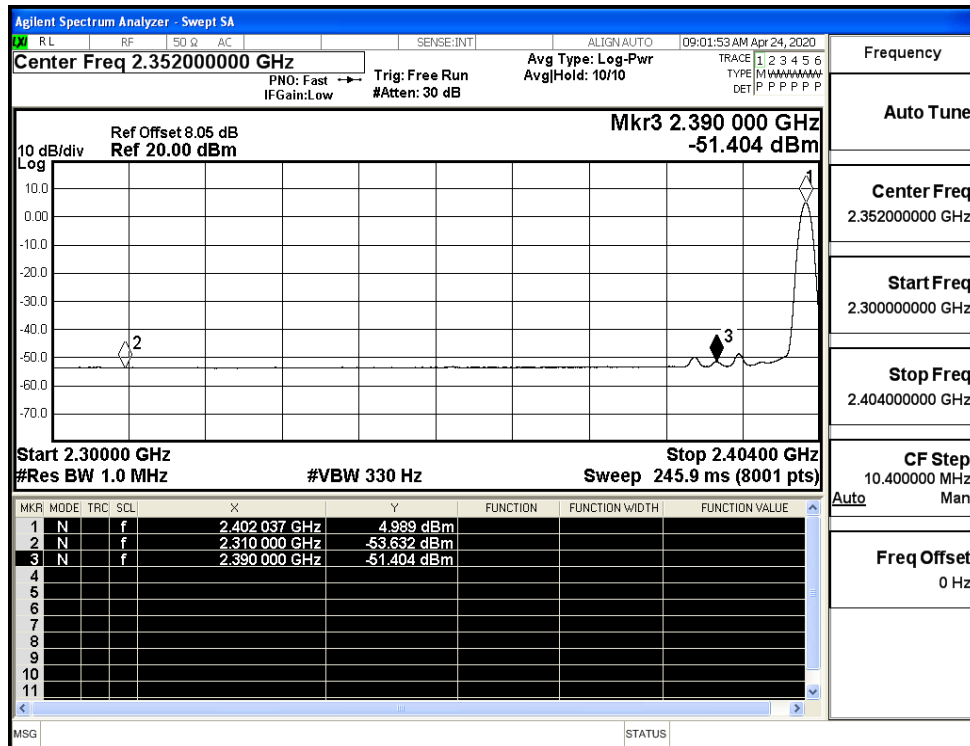 Agilent Spectrum Analyzer - Swept SA
LXI RL RF 50 Ω AC SENSE:INT ALIGN AUTO 09:01:53 AM Apr 24, 2020
Center Freq 2.352000000 GHz
PNO: Fast
IFGain:Low
Trig: Free Run
#Atten: 30 dB
Avg Type: Log-Pwr
Avg|Hold: 10/10
TRACE 1 2 3 4 5 6
TYPE M W W W W W
DET P P P P P P
Mkr3 2.390 000 GHz
-51.404 dBm
Ref Offset 8.05 dB
10 dB/div Ref 20.00 dBm
Log
10.0
0.00
-10.0
-20.0
-30.0
-40.0
-50.0
-60.0
-70.0
1
2
3
Start 2.30000 GHz Stop 2.40400 GHz
#Res BW 1.0 MHz #VBW 330 Hz Sweep 245.9 ms (8001 pts)
MKR MODE TRC SCL X Y FUNCTION FUNCTION WIDTH FUNCTION VALUE
1 N f 2.402 037 GHz 4.989 dBm
2 N f 2.310 000 GHz -53.632 dBm
3 N f 2.390 000 GHz -51.404 dBm
4
5
6
7
8
9
10
11
MSG STATUS
Frequency
Auto Tune
Center Freq
2.352000000 GHz
Start Freq
2.300000000 GHz
Stop Freq
2.404000000 GHz
CF Step
10.400000 MHz
Auto Man
Freq Offset
0 Hz